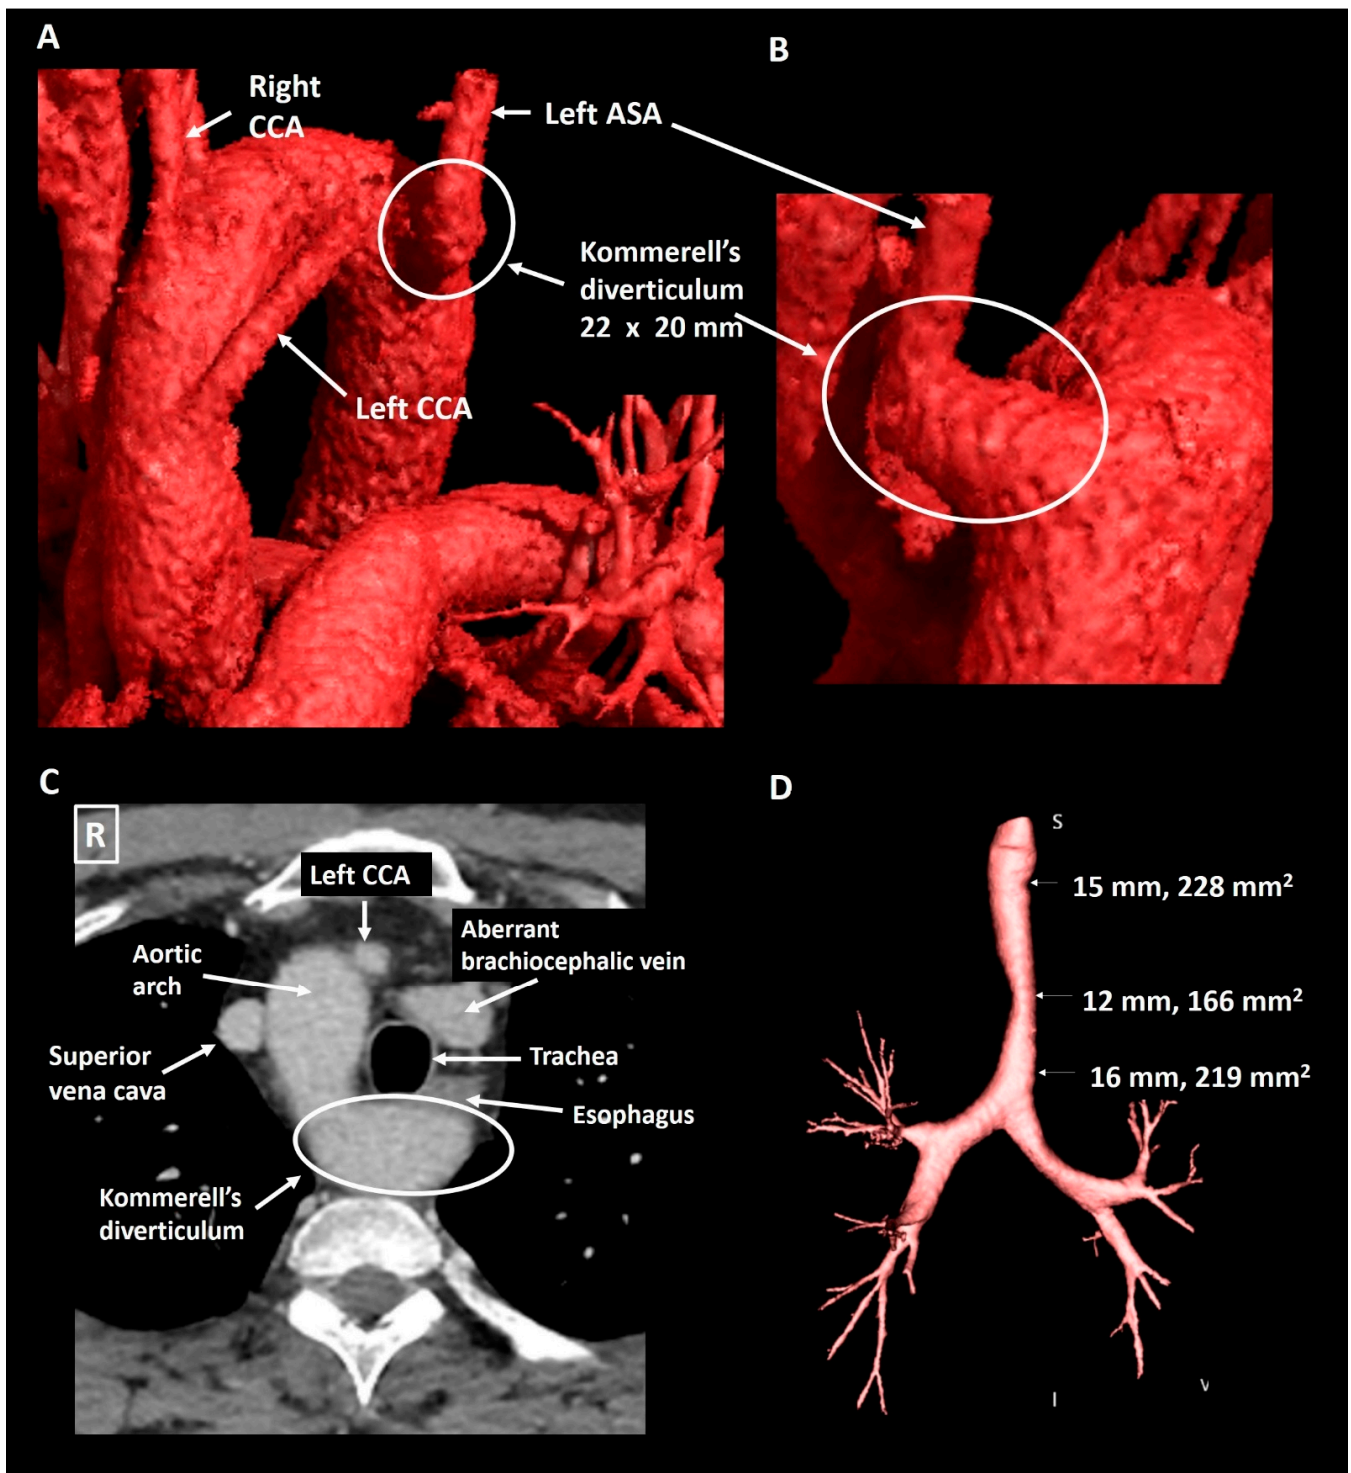 A
Right
CCA
Left ASA
Kommerell's
diverticulum
22 x 20 mm
Left CCA
B
C
R
Left CCA
Aortic
arch
Aberrant
brachiocephalic vein
Superior
vena cava
Trachea
Esophagus
Kommerell's
diverticulum
D
S
15 mm, 228 mm²
12 mm, 166 mm²
16 mm, 219 mm²
I
V